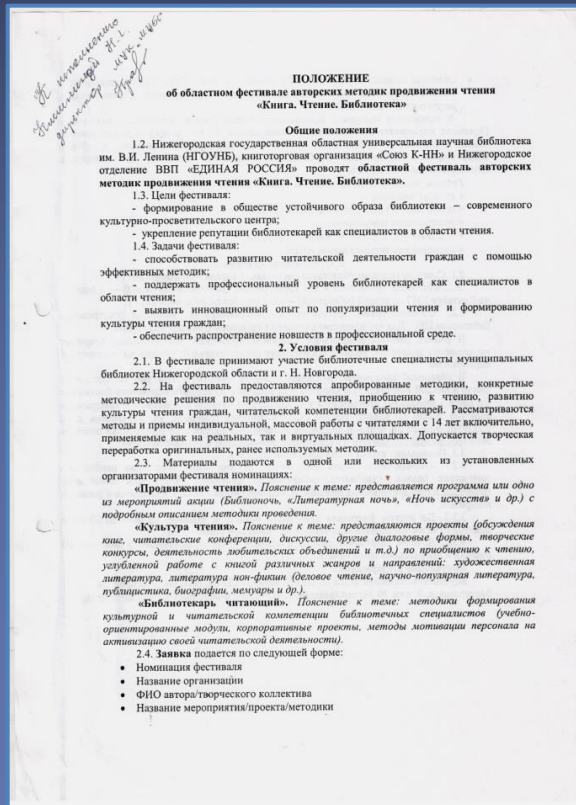 К исполнению
директор МУК МЦБС
ПОЛОЖЕНИЕ
об областном фестивале авторских методик продвижения чтения
«Книга. Чтение. Библиотека»
Общие положения
1.2. Нижегородская государственная областная универсальная научная библиотека
им. В.И. Ленина (НГОУНБ), книготорговая организация «Союз К-НН» и Нижегородское
отделение ВВП «ЕДИНАЯ РОССИЯ» проводят областной фестиваль авторских
методик продвижения чтения «Книга. Чтение. Библиотека».
1.3. Цели фестиваля:
- формирование в обществе устойчивого образа библиотеки – современного
культурно-просветительского центра;
- укрепление репутации библиотекарей как специалистов в области чтения.
1.4. Задачи фестиваля:
- способствовать развитию читательской деятельности граждан с помощью
эффективных методик;
- поддержать профессиональный уровень библиотекарей как специалистов в
области чтения;
- выявить инновационный опыт по популяризации чтения и формированию
культуры чтения граждан;
- обеспечить распространение новшеств в профессиональной среде.
2. Условия фестиваля
2.1. В фестивале принимают участие библиотечные специалисты муниципальных
библиотек Нижегородской области и г. Н. Новгорода.
2.2. На фестиваль предоставляются апробированные методики, конкретные
методические решения по продвижению чтения, приобщению к чтению, развитию
культуры чтения граждан, читательской компетенции библиотекарей. Рассматриваются
методы и приемы индивидуальной, массовой работы с читателями с 14 лет включительно,
применяемые как на реальных, так и виртуальных площадках. Допускается творческая
переработка оригинальных, ранее используемых методик.
2.3. Материалы подаются в одной или нескольких из установленных
организаторами фестиваля номинациях:
«Продвижение чтения». Пояснение к теме: представляется программа или одно
из мероприятий акции (Библионочь, «Литературная ночь», «Ночь искусств» и др.) с
подробным описанием методики проведения.
«Культура чтения». Пояснение к теме: представляются проекты (обсуждения
книг, читательские конференции, дискуссии, другие диалоговые формы, творческие
конкурсы, деятельность любительских объединений и т.д.) по приобщению к чтению,
углубленной работе с книгой различных жанров и направлений: художественная
литература, литература нон-фикшн (деловое чтение, научно-популярная литература,
публицистика, биографии, мемуары и др.).
«Библиотекарь читающий». Пояснение к теме: методики формирования
культурной и читательской компетенции библиотечных специалистов (учебно-
ориентированные модули, корпоративные проекты, методы мотивации персонала на
активизацию своей читательской деятельности).
2.4. Заявка подается по следующей форме:
• Номинация фестиваля
• Название организации
• ФИО автора/творческого коллектива
• Название мероприятия/проекта/методики